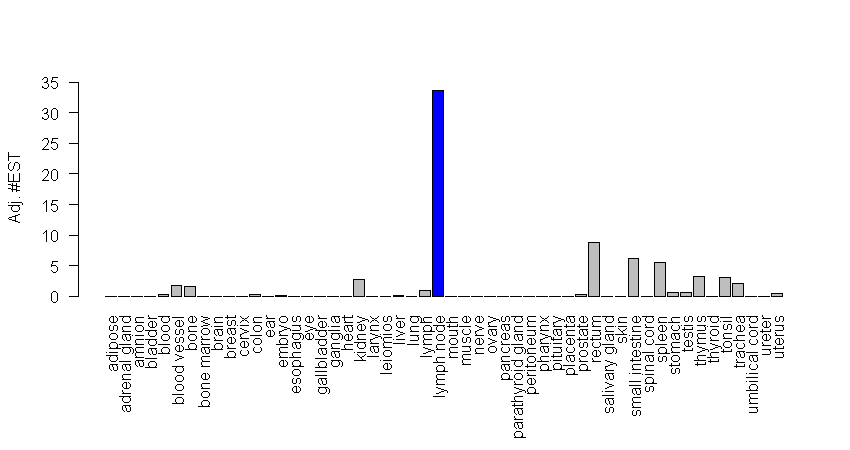 Adj. #EST
35
30
25
20
15
10
5
0
adipose
adrenal gland
amnion
bladder
blood
blood vessel
bone
bone marrow
brain
breast
cervix
colon
ear
embryo
esophagus
eye
gallbladder
ganglia
heart
kidney
larynx
leiomios
liver
lung
lymph
lymph node
mouth
muscle
nerve
ovary
pancreas
parathyroid gland
peritoneum
pharynx
pituitary
placenta
prostate
rectum
salivary gland
skin
small intestine
spinal cord
spleen
stomach
testis
thymus
thyroid
tonsil
trachea
umbilical cord
ureter
uterus